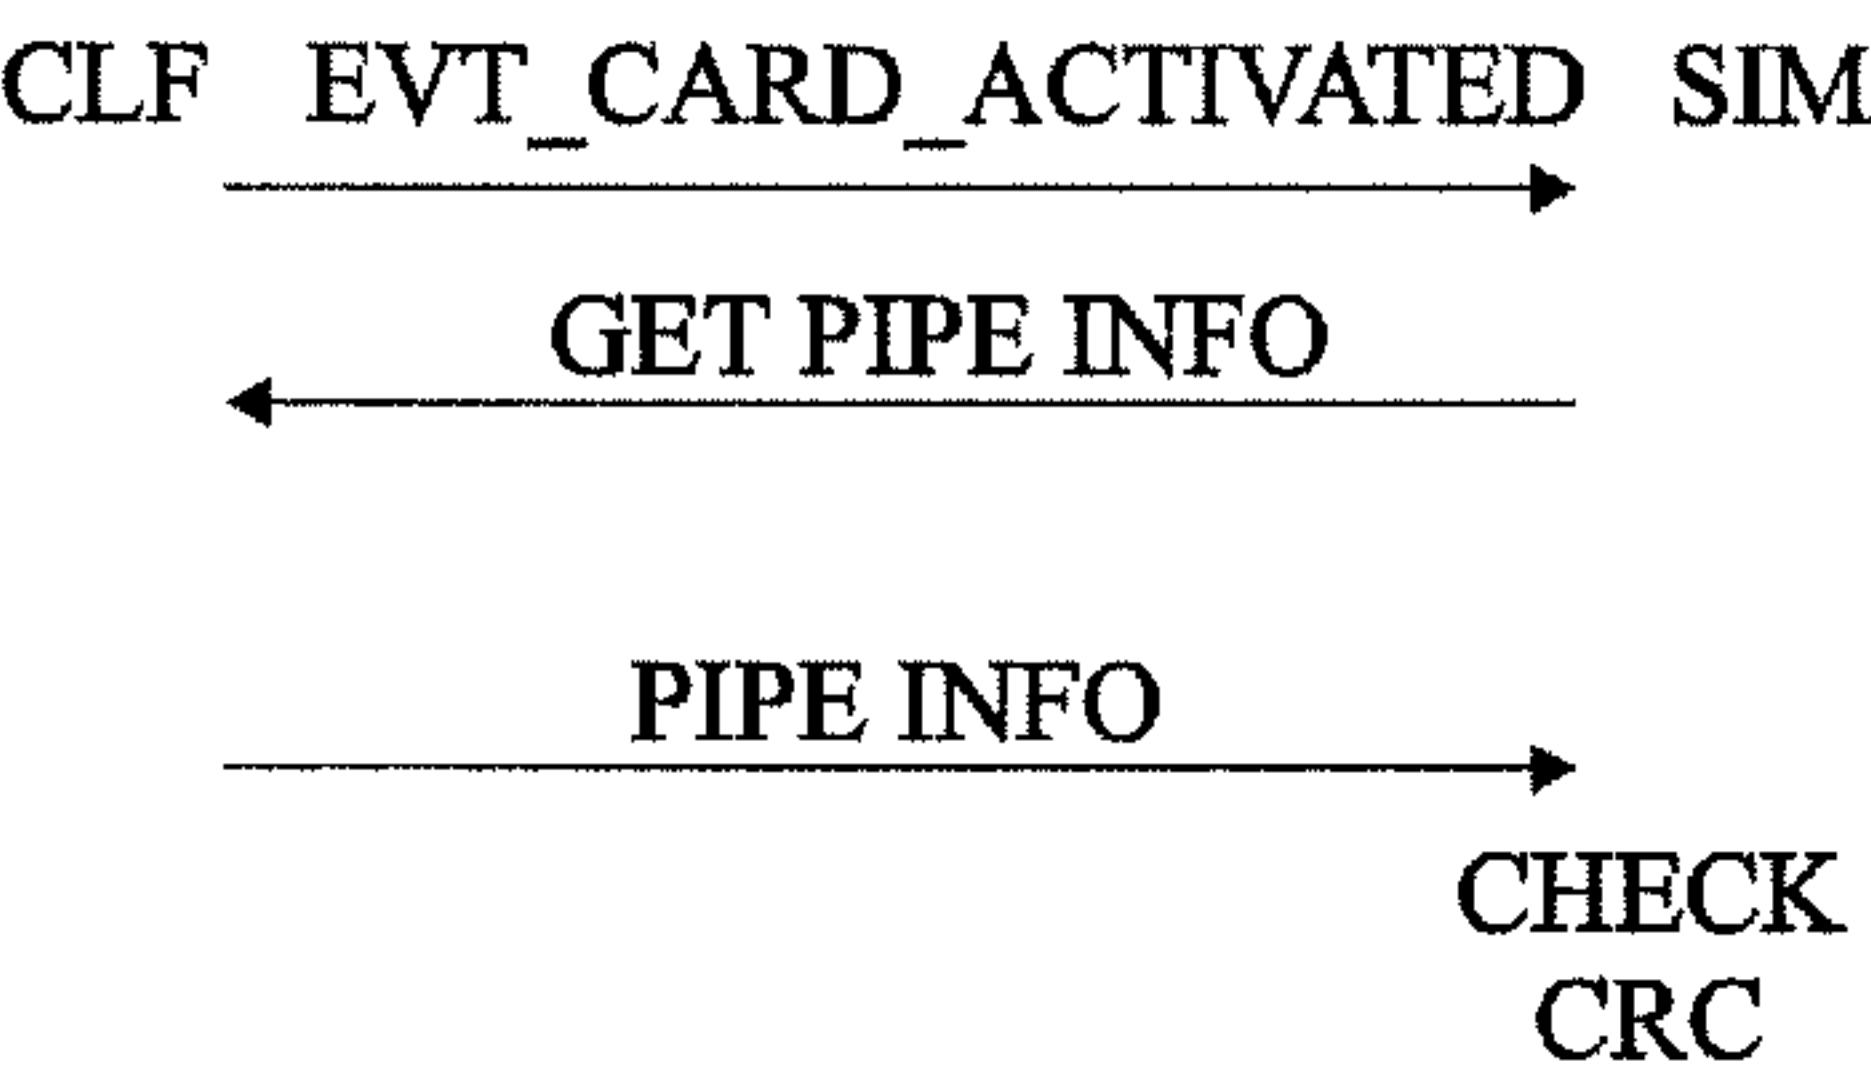 CLF EVT_CARD_ACTIVATED SIM
GET PIPE INFO
PIPE INFO
CHECK
CRC